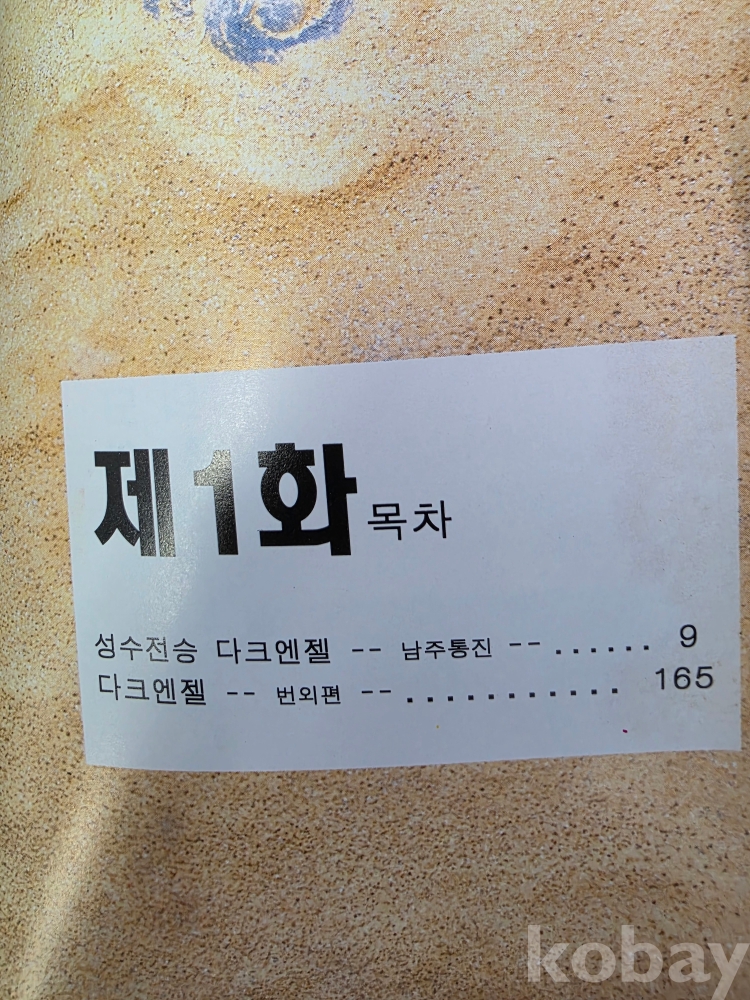 제1화 목차
성수전승 다크엔젤 -- 남주통진 -- ...... 9
다크엔젤 -- 번외편 -- ............ 165
kobay